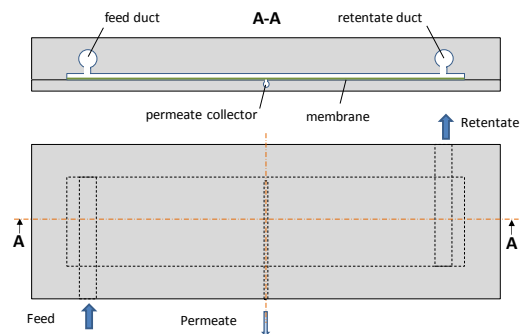 feed duct
A-A
retentate duct
permeate collector
membrane
Retentate
A
A
Feed
Permeate